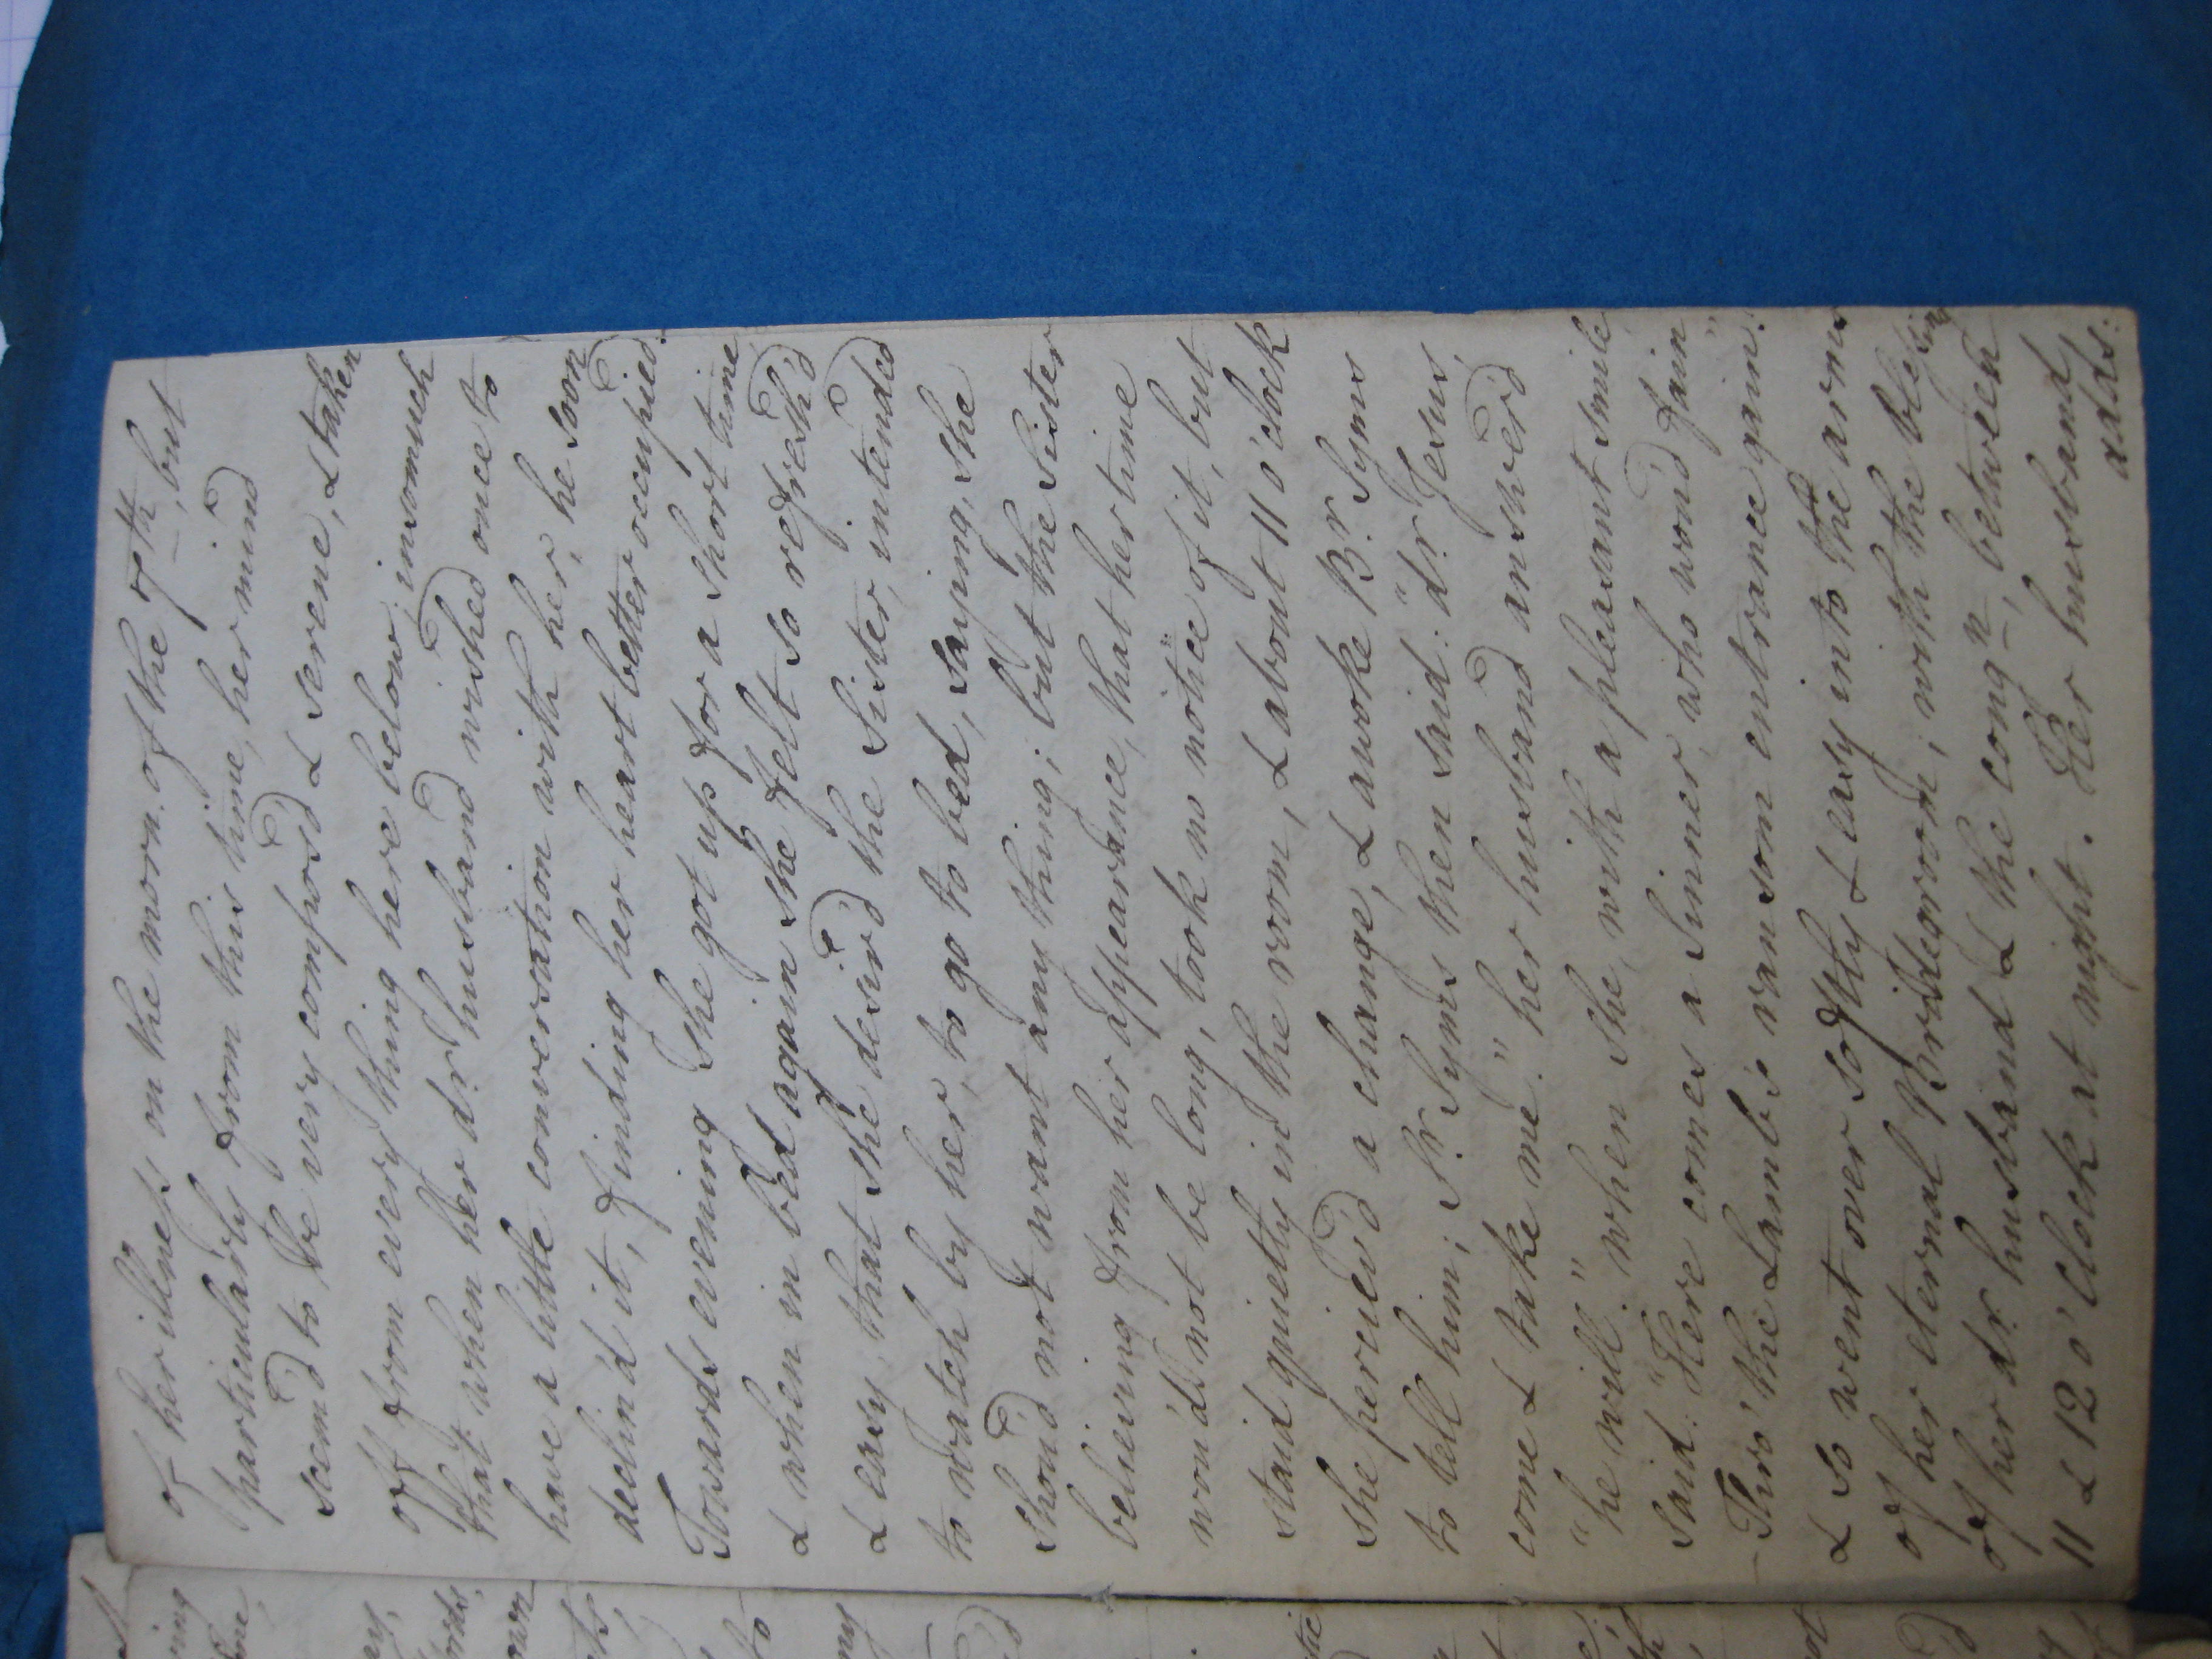 of her illness on the morn. of the 7th, but
particularly from this time, her mind
seem'd to be very compos'd & serene, & taken
off from every thing here below; insomuch
that when her dr. husband wished once to
have a little conversation with her, he soon
declin'd it, finding her heart better occupied.
Towards evening she got up for a short time
& when in bed again she felt so refresh'd
& easy, that she desir'd the Sister, intended
to watch by her, to go to bed, saying, she
shou'd not want any thing; but the Sister
believing from her appearance, that her time
wou'd not be long, took no notice of it, but
staid quietly in the room, & about 11 o'clock
she perciev'd a change, & awoke Br. Syms
to tell him; Sr. Syms then said: "dr. Jesus,
come & take me." her husband answer'd
"he will." when she, with a pleasant smile
said: "Here comes a Sinner, who wou'd fain
- Thro' the Lamb's ransom entrance gain".
& so went over softly & easy into the arms
of her eternal Bridegroom; with the blessing
of her dr. husband & the congn, between
11 & 12 o'clock at night. Her husband
adds: